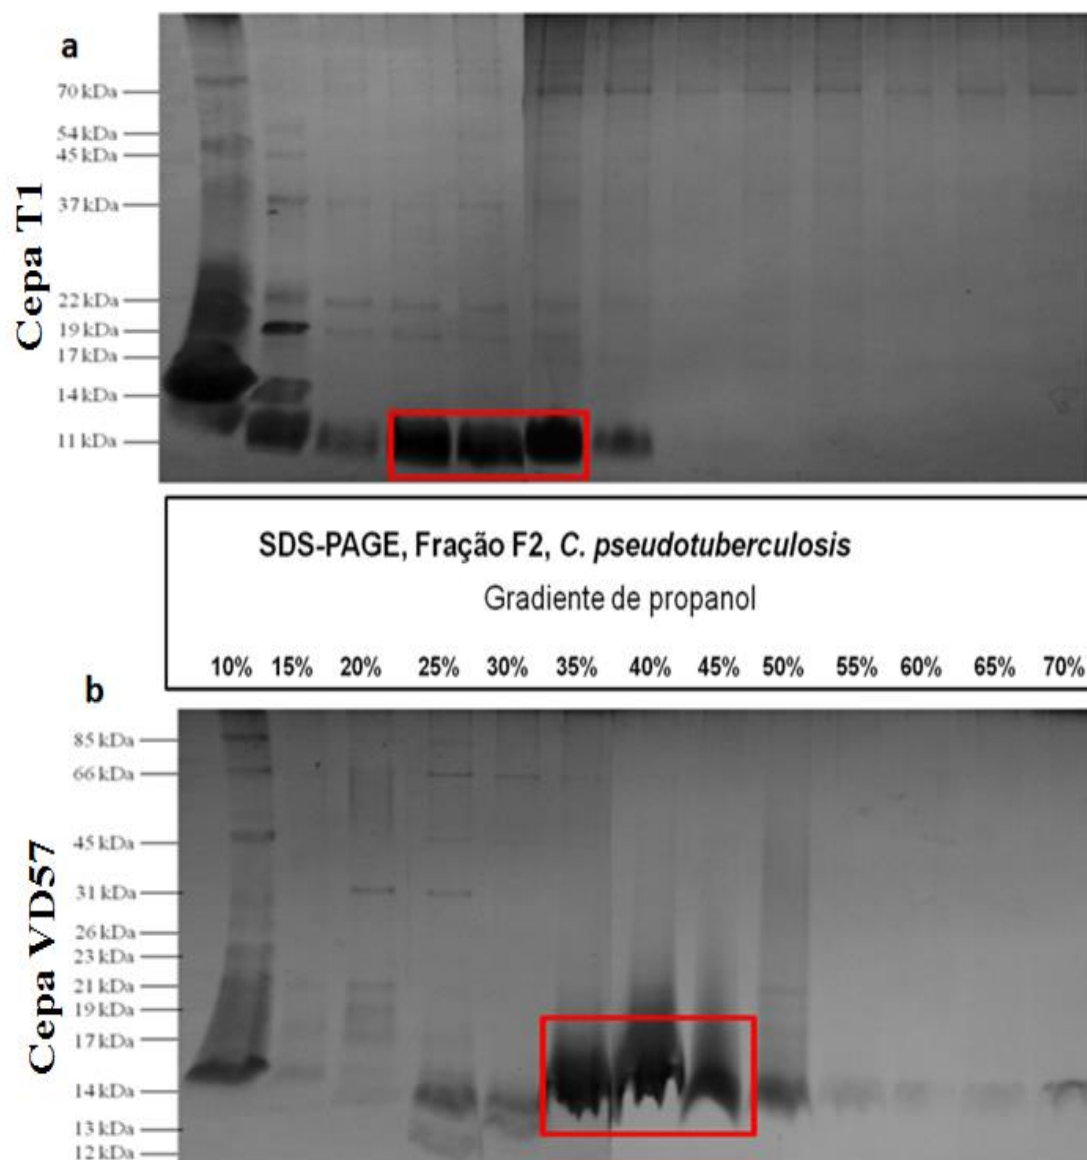 a
Cepa T1
70 kDa
54 kDa
45 kDa
37 kDa
22 kDa
19 kDa
17 kDa
14 kDa
11 kDa
SDS-PAGE, Fração F2, C. pseudotuberculosis
Gradiente de propanol
10% 15% 20% 25% 30% 35% 40% 45% 50% 55% 60% 65% 70%
b
Cepa VD57
85 kDa
66 kDa
45 kDa
31 kDa
26 kDa
23 kDa
21 kDa
19 kDa
17 kDa
14 kDa
13 kDa
12 kDa